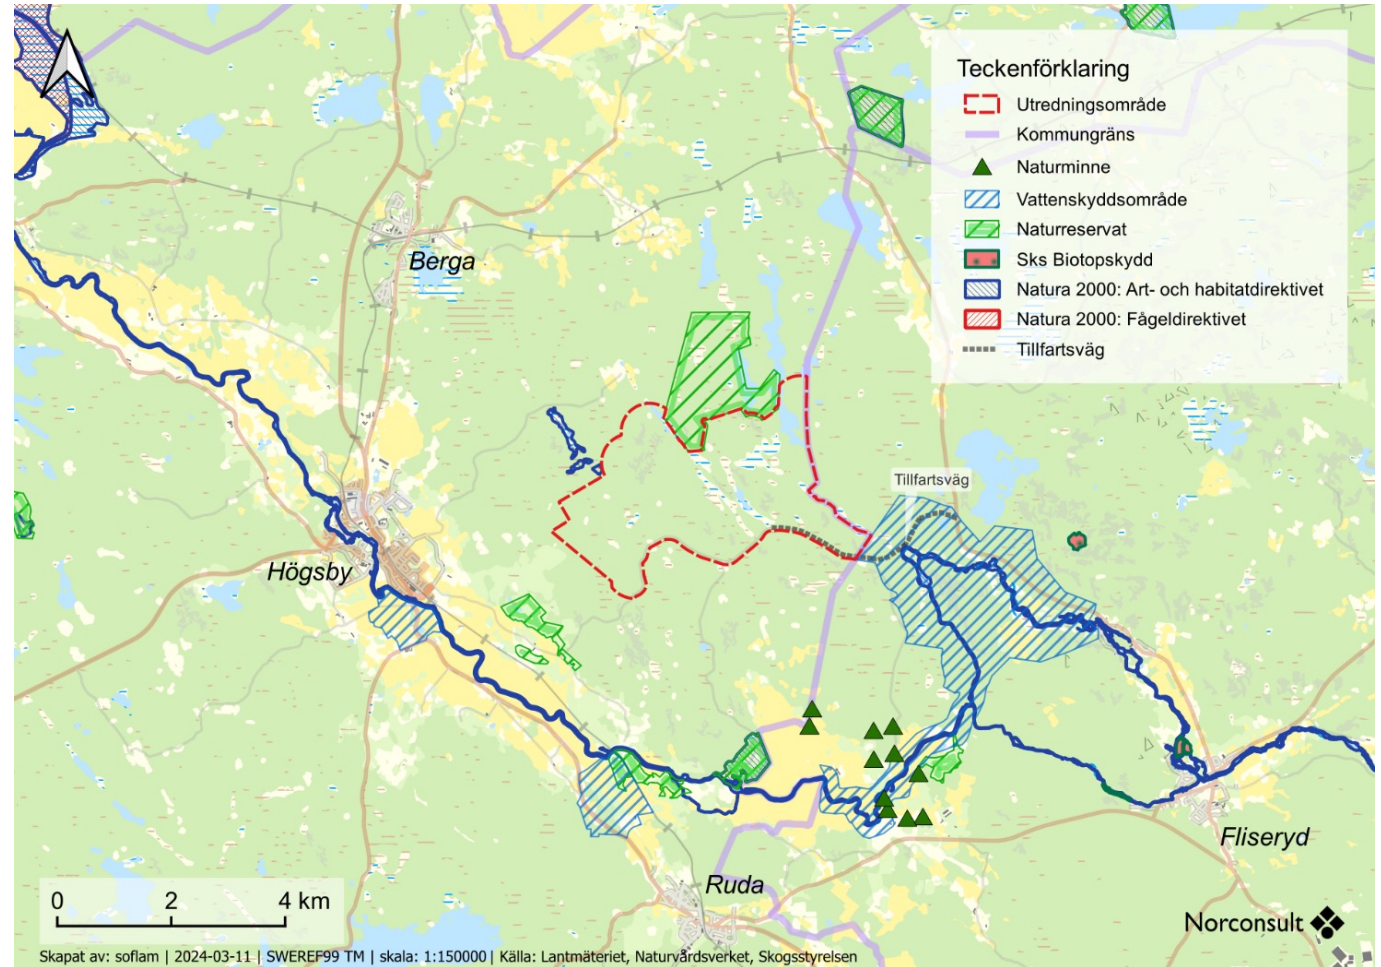 Teckenförklaring
Utredningsområde
Kommungräns
Naturminne
Vattenskyddsområde
Naturreservat
Sks Biotopskydd
Natura 2000: Art- och habitatdirektivet
Natura 2000: Fågeldirektivet
Tillfartsväg
Berga
Tillfartsväg
Högsby
Fliseryd
Ruda
0 2 4 km
Norconsult
Skapat av: soflam | 2024-03-11 | SWEREF99 TM | skala: 1:150000 | Källa: Lantmäteriet, Naturvårdsverket, Skogsstyrelsen